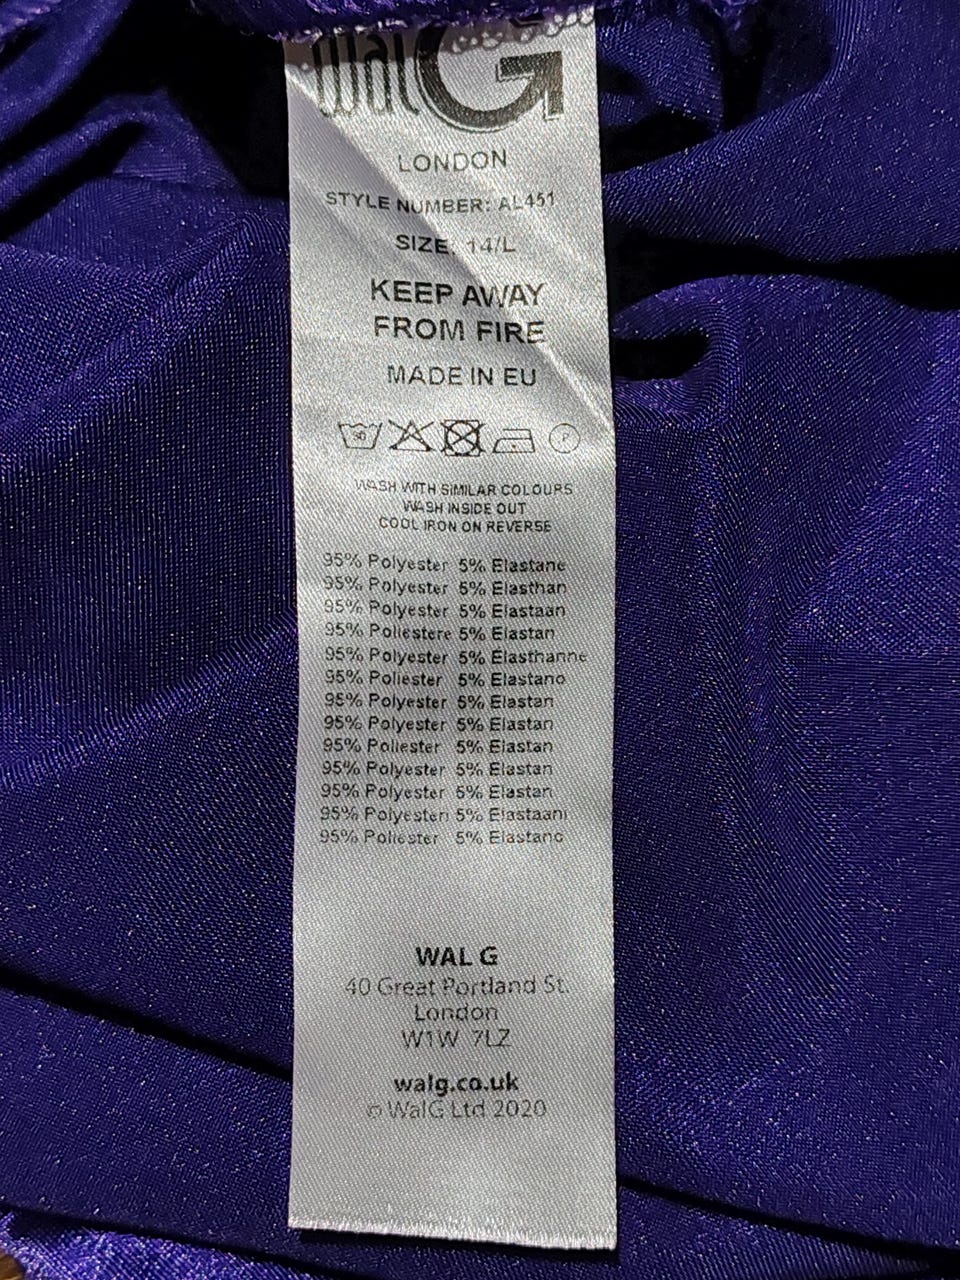 Wal G
LONDON
STYLE NUMBER: AL451
SIZE: 14/L
KEEP AWAY
FROM FIRE
MADE IN EU
30 P
WASH WITH SIMILAR COLOURS
WASH INSIDE OUT
COOL IRON ON REVERSE
95% Polyester 5% Elastane
95% Polyester 5% Elasthan
95% Polyester 5% Elastaan
95% Poliestere 5% Elastan
95% Polyester 5% Elasthanne
95% Poliester 5% Elastano
95% Polyester 5% Elastan
95% Polyester 5% Elastan
95% Poliester 5% Elastan
95% Polyester 5% Elastan
95% Polyester 5% Elastan
95% Polyesteri 5% Elastaani
95% Poliester 5% Elastano
WAL G
40 Great Portland St.
London
W1W 7LZ
walg.co.uk
© WalG Ltd 2020